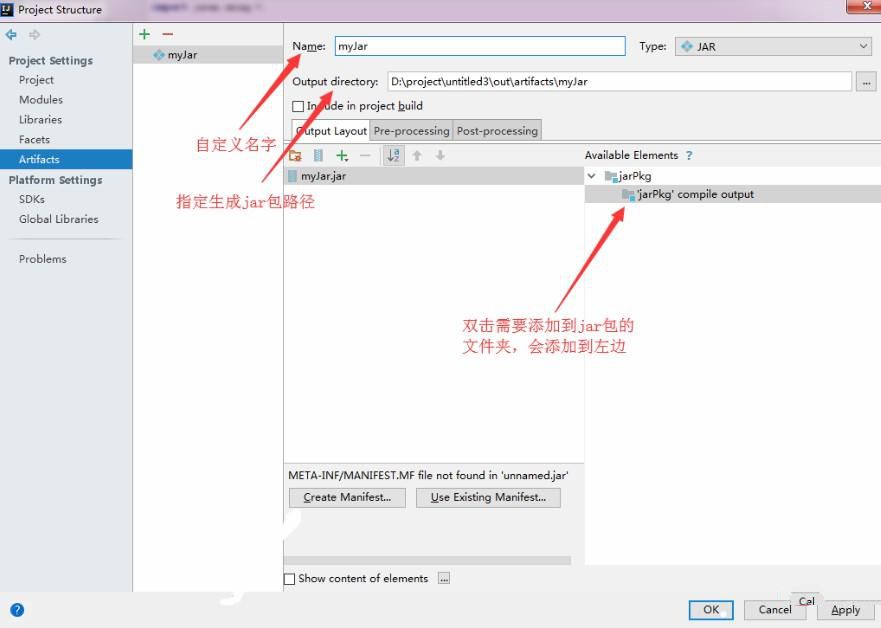 Project Structure
Project Settings
Project
Modules
Libraries
Facets
Artifacts
Platform Settings
SDKs
Global Libraries
Problems
myJar
Name: myJar
Type: JAR
Output directory: D:\project\untitled3\out\artifacts\myJar ...
Include in project build
Output Layout Pre-processing Post-processing
自定义名字
指定生成jar包路径
myJar.jar
Available Elements ?
jarPkg
'jarPkg' compile output
双击需要添加到jar包的
文件夹，会添加到左边
META-INF/MANIFEST.MF file not found in 'unnamed.jar'
Create Manifest... Use Existing Manifest...
Show content of elements ...
? OK Cancel Apply
Cel